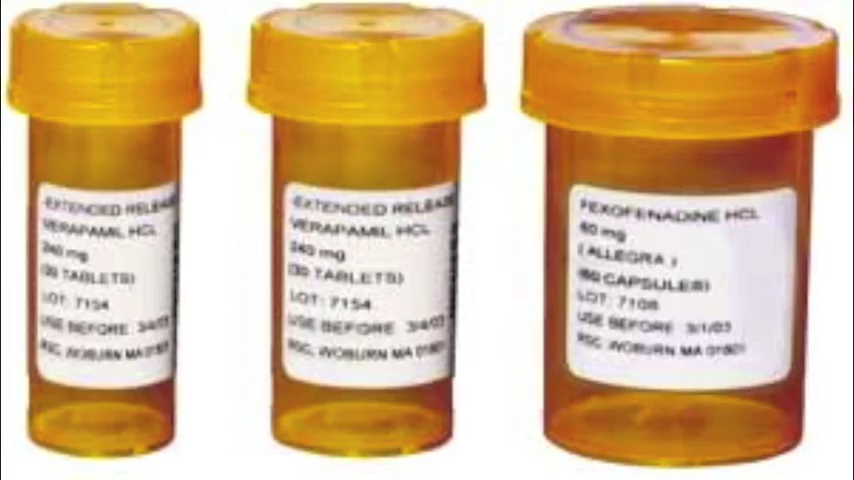 EXTENDED RELEASE
VERAPAMIL HCL
240 mg
(30 TABLETS)
LOT: 7154
USE BEFORE 3/4/03
RSC, WOBURN MA 01801
EXTENDED RELEASE
VERAPAMIL HCL
240 mg
(30 TABLETS)
LOT: 7154
USE BEFORE 3/4/03
RSC, WOBURN MA 01801
FEXOFENADINE HCL
60 mg
( ALLEGRA )
(60 CAPSULES)
LOT: 7108
USE BEFORE 3/1/03
RSC, WOBURN MA 01801